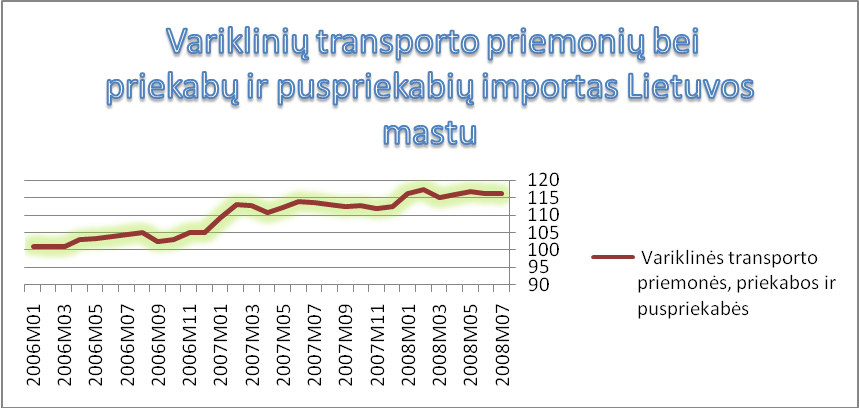 Variklinių transporto priemonių bei
priekabų ir puspriekabių importas Lietuvos
mastu
120
115
110
105
100
95
90
2006M01
2006M03
2006M05
2006M07
2006M09
2006M11
2007M01
2007M03
2007M05
2007M07
2007M09
2007M11
2008M01
2008M03
2008M05
2008M07
Variklinės transporto
priemonės, priekabos ir
puspriekabės